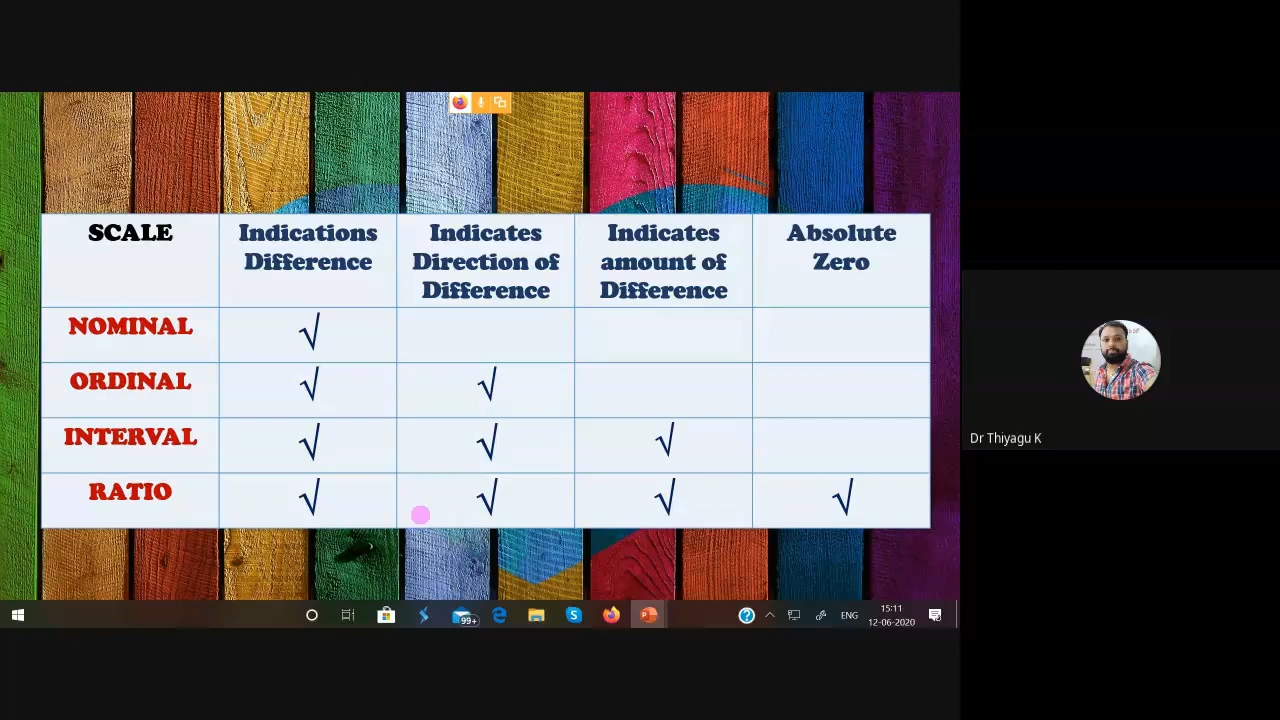 SCALE
Indications
Difference
Indicates
Direction of
Difference
Indicates
amount of
Difference
Absolute
Zero
NOMINAL √
ORDINAL √ √
INTERVAL √ √ √
RATIO √ √ √ √
Dr Thiyagu K
99+
ENG
15:11
12-06-2020